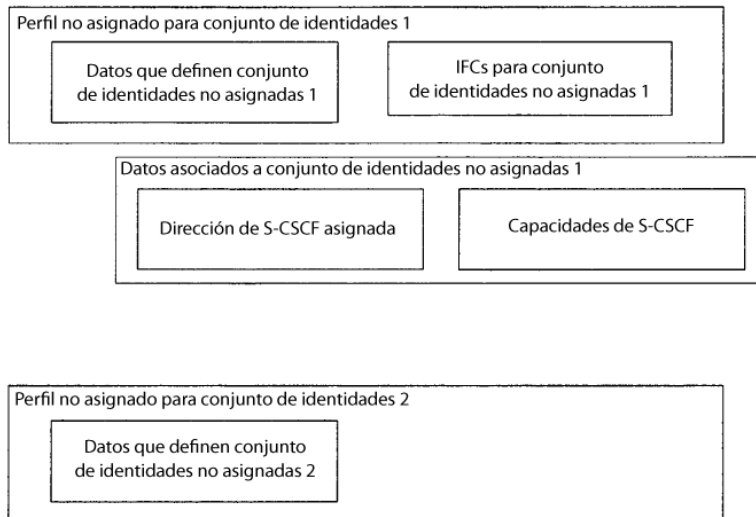 Perfil no asignado para conjunto de identidades 1
Datos que definen conjunto
de identidades no asignadas 1
IFCs para conjunto
de identidades no asignadas 1
Datos asociados a conjunto de identidades no asignadas 1
Dirección de S-CSCF asignada
Capacidades de S-CSCF
Perfil no asignado para conjunto de identidades 2
Datos que definen conjunto
de identidades no asignadas 2